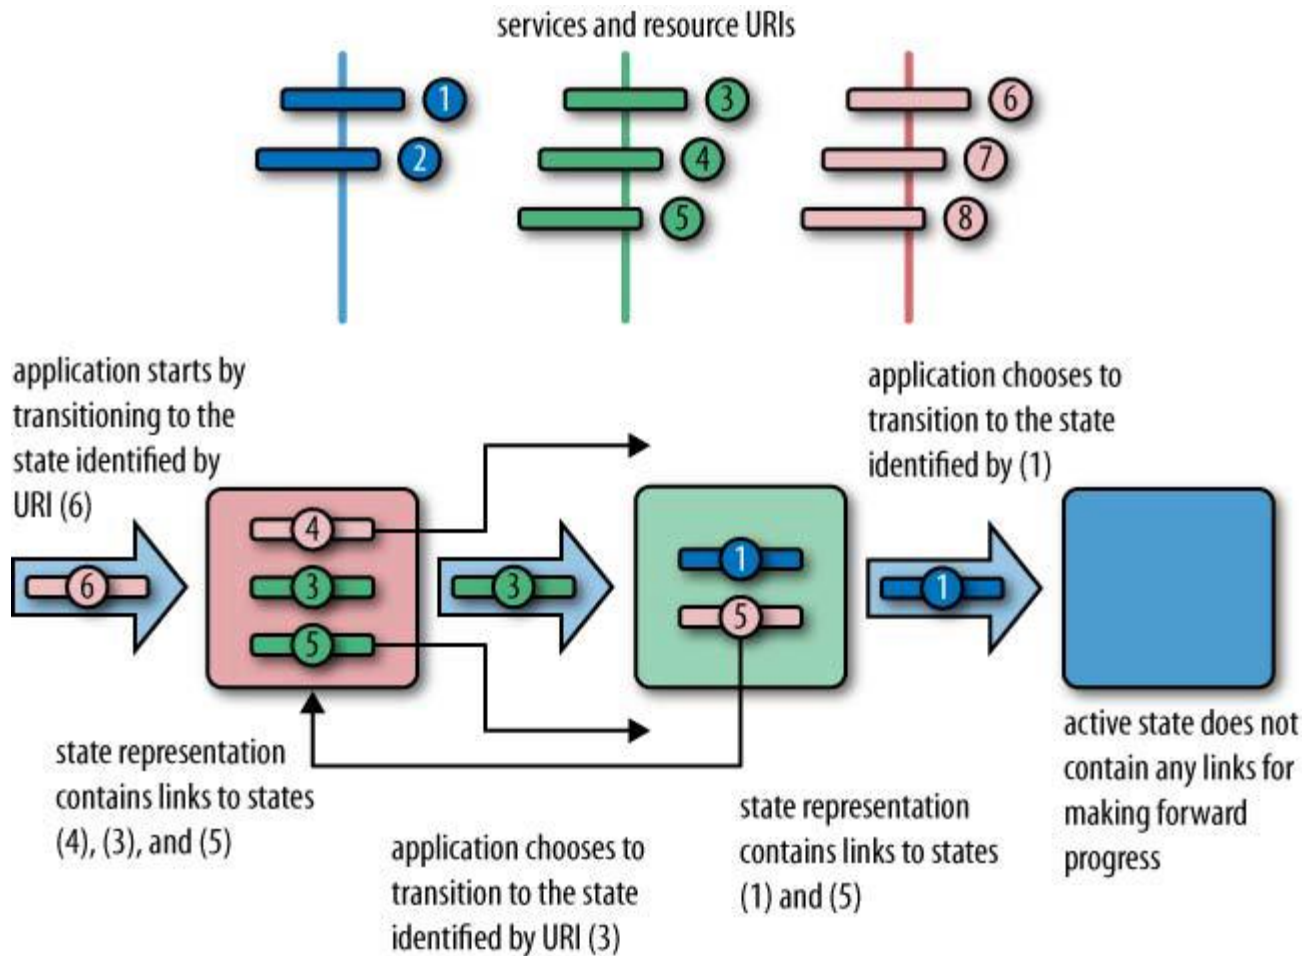 services and resource URIs
1
3
6
2
4
7
5
8
application starts by
transitioning to the
state identified by
URI (6)
application chooses to
transition to the state
identified by (1)
6
4
3
5
3
1
5
1
state representation
contains links to states
(4), (3), and (5)
application chooses to
transition to the state
identified by URI (3)
state representation
contains links to states
(1) and (5)
active state does not
contain any links for
making forward
progress